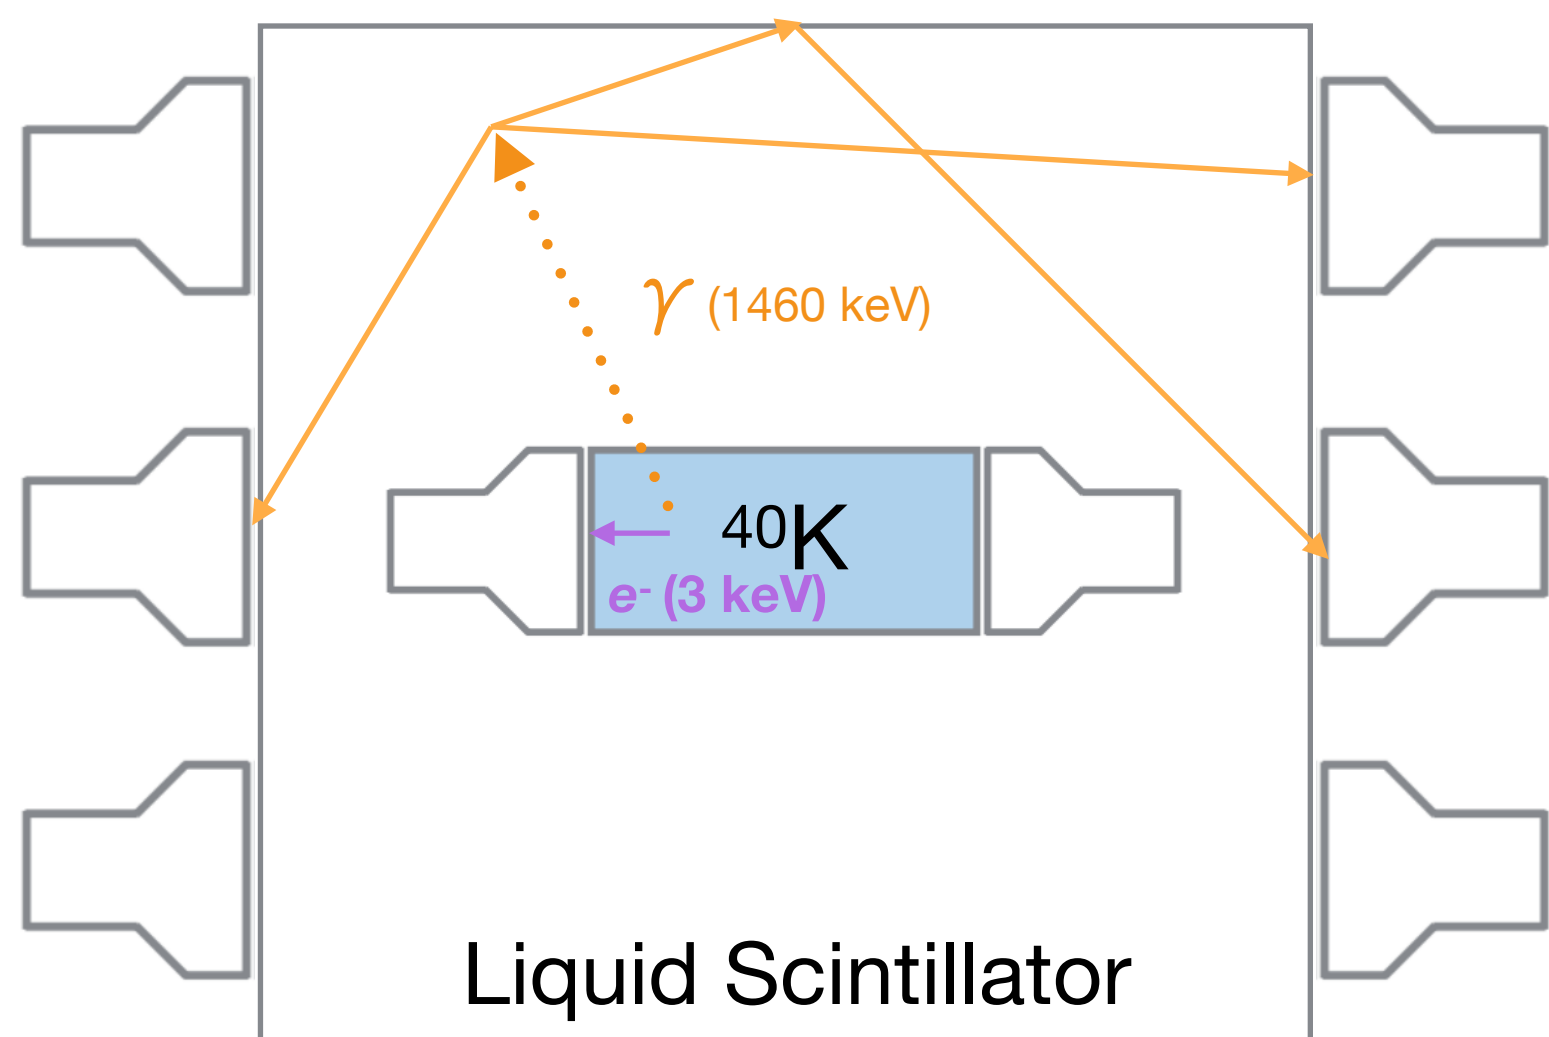 γ (1460 keV)
⁴⁰K
e⁻ (3 keV)
Liquid Scintillator